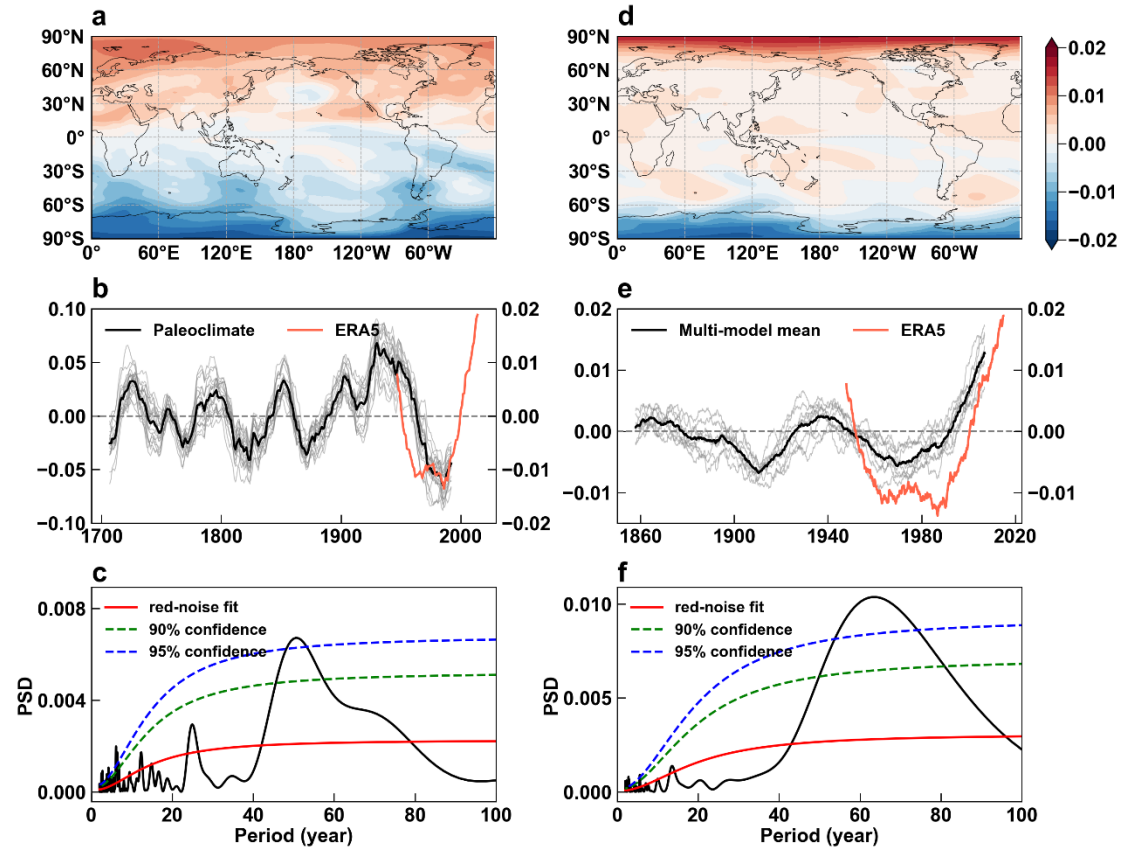 a
90°N
60°N
30°N
0°
30°S
60°S
90°S
0° 60°E 120°E 180° 120°W 60°W
d
90°N
60°N
30°N
0°
30°S
60°S
90°S
0° 60°E 120°E 180° 120°W 60°W
0.02
0.01
0.00
−0.01
−0.02
b
0.10
0.05
0.00
−0.05
−0.10
Paleoclimate ERA5
0.02
0.01
0.00
−0.01
−0.02
1700 1800 1900 2000
e
0.02
0.01
0.00
−0.01
Multi-model mean ERA5
0.02
0.01
0.00
−0.01
1860 1900 1940 1980 2020
c
PSD
0.008
0.004
0.000
red-noise fit
90% confidence
95% confidence
0 20 40 60 80 100
Period (year)
f
PSD
0.010
0.005
0.000
red-noise fit
90% confidence
95% confidence
0 20 40 60 80 100
Period (year)